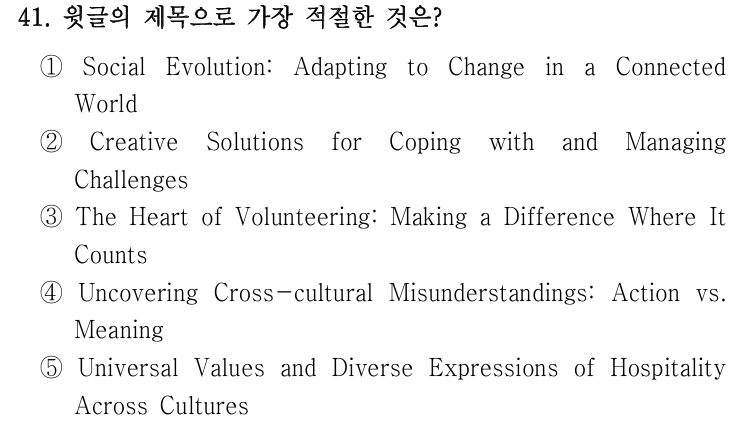 41. 윗글의 제목으로 가장 적절한 것은?
① Social Evolution: Adapting to Change in a Connected
World
② Creative Solutions for Coping with and Managing
Challenges
③ The Heart of Volunteering: Making a Difference Where It
Counts
④ Uncovering Cross-cultural Misunderstandings: Action vs.
Meaning
⑤ Universal Values and Diverse Expressions of Hospitality
Across Cultures